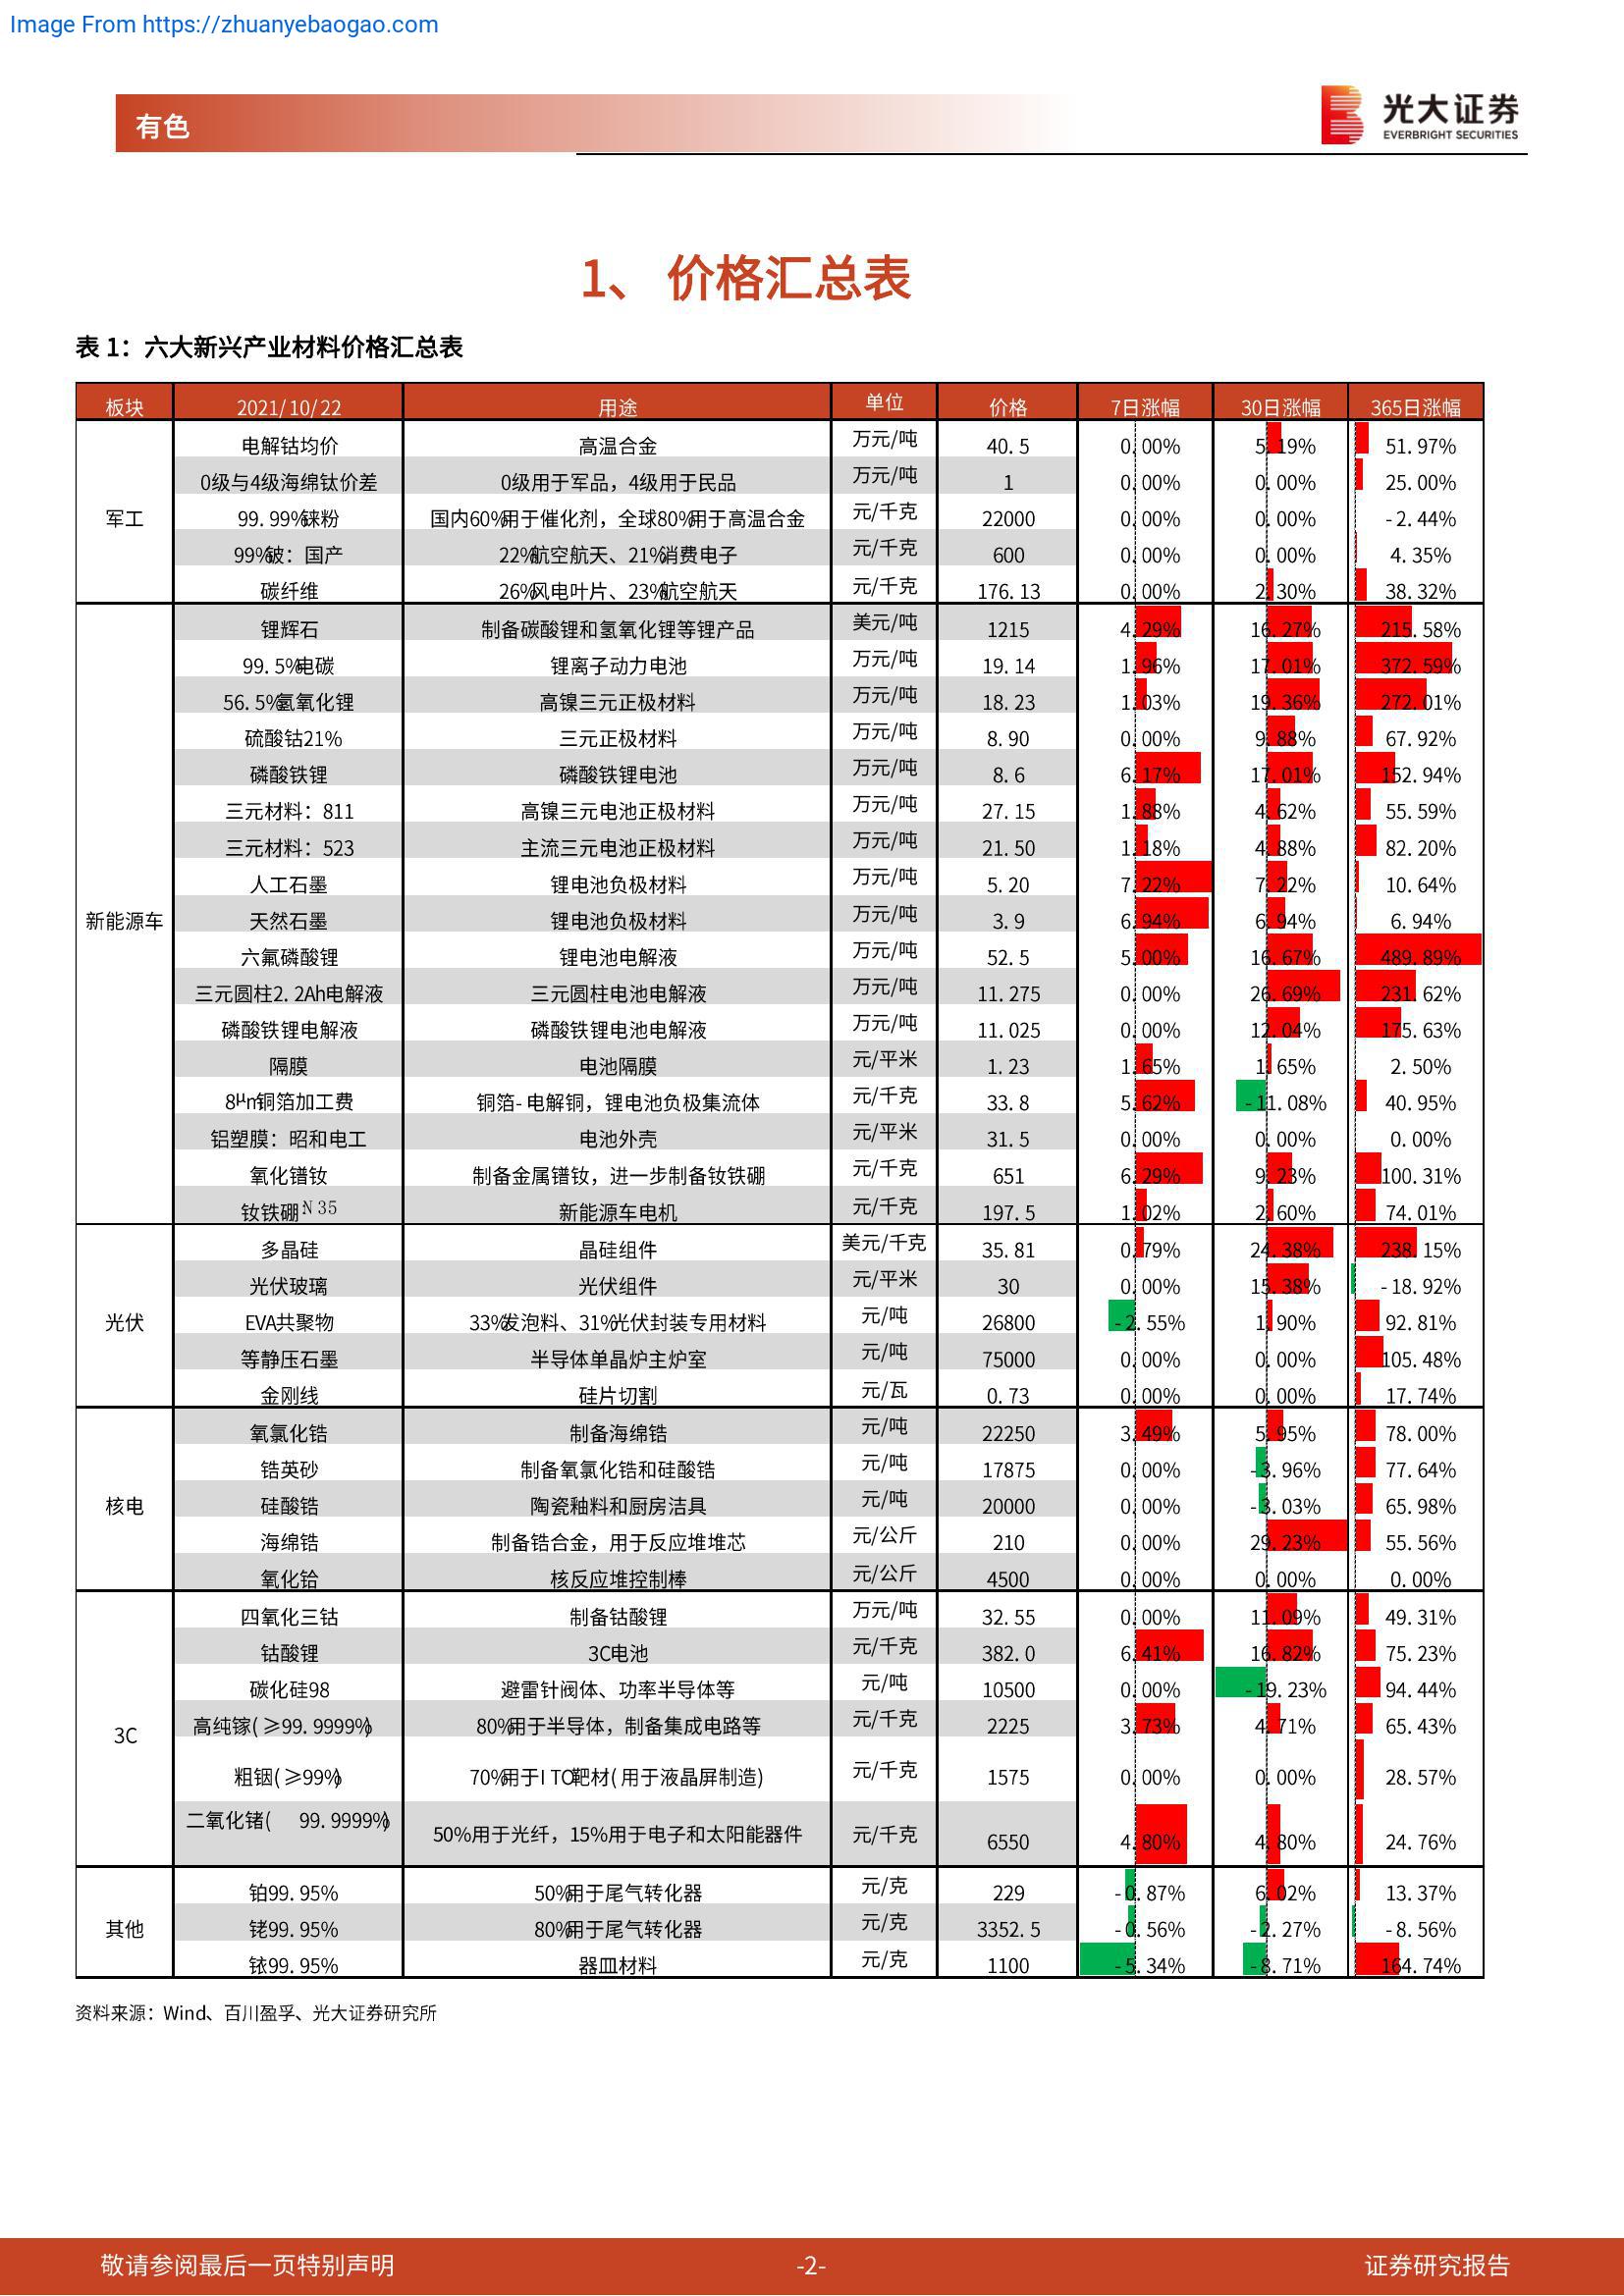 Image From https://zhuanyebaogao.com
有色
光大证券
EVERBRIGHT SECURITIES
1、 价格汇总表
表 1：六大新兴产业材料价格汇总表
板块 2021/10/22 用途 单位 价格 7日涨幅 30日涨幅 365日涨幅
军工
电解钴均价 高温合金 万元/吨 40.5 0.00% 5.19% 51.97%
0级与4级海绵钛价差 0级用于军品，4级用于民品 万元/吨 1 0.00% 0.00% 25.00%
99.99%铼粉 国内60%用于催化剂，全球80%用于高温合金 元/千克 22000 0.00% 0.00% -2.44%
99%铍：国产 22%航空航天、21%消费电子 元/千克 600 0.00% 0.00% 4.35%
碳纤维 26%风电叶片、23%航空航天 元/千克 176.13 0.00% 2.30% 38.32%
新能源车
锂辉石 制备碳酸锂和氢氧化锂等锂产品 美元/吨 1215 4.29% 16.27% 215.58%
99.5%电碳 锂离子动力电池 万元/吨 19.14 1.96% 17.01% 372.59%
56.5%氢氧化锂 高镍三元正极材料 万元/吨 18.23 1.03% 19.36% 272.01%
硫酸钴21% 三元正极材料 万元/吨 8.90 0.00% 9.88% 67.92%
磷酸铁锂 磷酸铁锂电池 万元/吨 8.6 6.17% 17.01% 152.94%
三元材料：811 高镍三元电池正极材料 万元/吨 27.15 1.88% 4.62% 55.59%
三元材料：523 主流三元电池正极材料 万元/吨 21.50 1.18% 4.88% 82.20%
人工石墨 锂电池负极材料 万元/吨 5.20 7.22% 7.22% 10.64%
天然石墨 锂电池负极材料 万元/吨 3.9 6.94% 6.94% 6.94%
六氟磷酸锂 锂电池电解液 万元/吨 52.5 5.00% 16.67% 489.89%
三元圆柱2.2Ah电解液 三元圆柱电池电解液 万元/吨 11.275 0.00% 26.69% 231.62%
磷酸铁锂电解液 磷酸铁锂电池电解液 万元/吨 11.025 0.00% 12.04% 175.63%
隔膜 电池隔膜 元/平米 1.23 1.65% 1.65% 2.50%
8μm铜箔加工费 铜箔-电解铜，锂电池负极集流体 元/千克 33.8 5.62% -11.08% 40.95%
铝塑膜：昭和电工 电池外壳 元/平米 31.5 0.00% 0.00% 0.00%
氧化镨钕 制备金属镨钕，进一步制备钕铁硼 元/千克 651 6.29% 9.23% 100.31%
钕铁硼N35 新能源车电机 元/千克 197.5 1.02% 2.60% 74.01%
光伏
多晶硅 晶硅组件 美元/千克 35.81 0.79% 24.38% 238.15%
光伏玻璃 光伏组件 元/平米 30 0.00% 15.38% -18.92%
EVA共聚物 33%发泡料、31%光伏封装专用材料 元/吨 26800 -2.55% 1.90% 92.81%
等静压石墨 半导体单晶炉主炉室 元/吨 75000 0.00% 0.00% 105.48%
金刚线 硅片切割 元/瓦 0.73 0.00% 0.00% 17.74%
核电
氧氯化锆 制备海绵锆 元/吨 22250 3.49% 5.95% 78.00%
锆英砂 制备氧氯化锆和硅酸锆 元/吨 17875 0.00% -3.96% 77.64%
硅酸锆 陶瓷釉料和厨房洁具 元/吨 20000 0.00% -3.03% 65.98%
海绵锆 制备锆合金，用于反应堆堆芯 元/公斤 210 0.00% 29.23% 55.56%
氧化铪 核反应堆控制棒 元/公斤 4500 0.00% 0.00% 0.00%
3C
四氧化三钴 制备钴酸锂 万元/吨 32.55 0.00% 11.09% 49.31%
钴酸锂 3C电池 元/千克 382.0 6.41% 16.82% 75.23%
碳化硅98 避雷针阀体、功率半导体等 元/吨 10500 0.00% -19.23% 94.44%
高纯镓(≥99.9999%) 80%用于半导体，制备集成电路等 元/千克 2225 3.73% 4.71% 65.43%
粗铟(≥99%) 70%用于ITO靶材(用于液晶屏制造) 元/千克 1575 0.00% 0.00% 28.57%
二氧化锗( 99.9999%) 50%用于光纤，15%用于电子和太阳能器件 元/千克 6550 4.80% 4.80% 24.76%
其他
铂99.95% 50%用于尾气转化器 元/克 229 -0.87% 6.02% 13.37%
铑99.95% 80%用于尾气转化器 元/克 3352.5 -0.56% -2.27% -8.56%
铱99.95% 器皿材料 元/克 1100 -5.34% -8.71% 164.74%
资料来源：Wind、百川盈孚、光大证券研究所
敬请参阅最后一页特别声明 -2- 证券研究报告